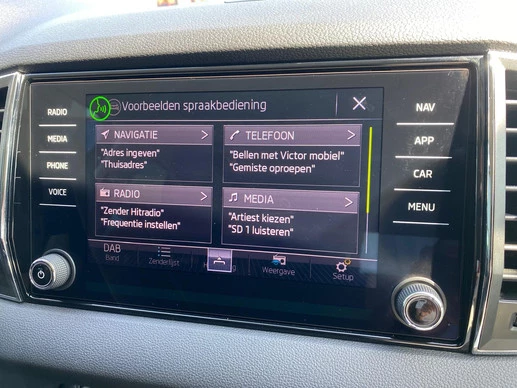 Voorbeelden spraakbediening
RADIO
MEDIA
PHONE
VOICE
NAVIGATIE
"Adres ingeven"
"Thuisadres"
TELEFOON
"Bellen met Victor mobiel"
"Gemiste oproepen"
RADIO
"Zender Hitradio"
"Frequentie instellen"
MEDIA
"Artiest kiezen"
"SD 1 luisteren"
DAB
Band
Zenderlijst
Weergave
Setup
NAV
APP
CAR
MENU